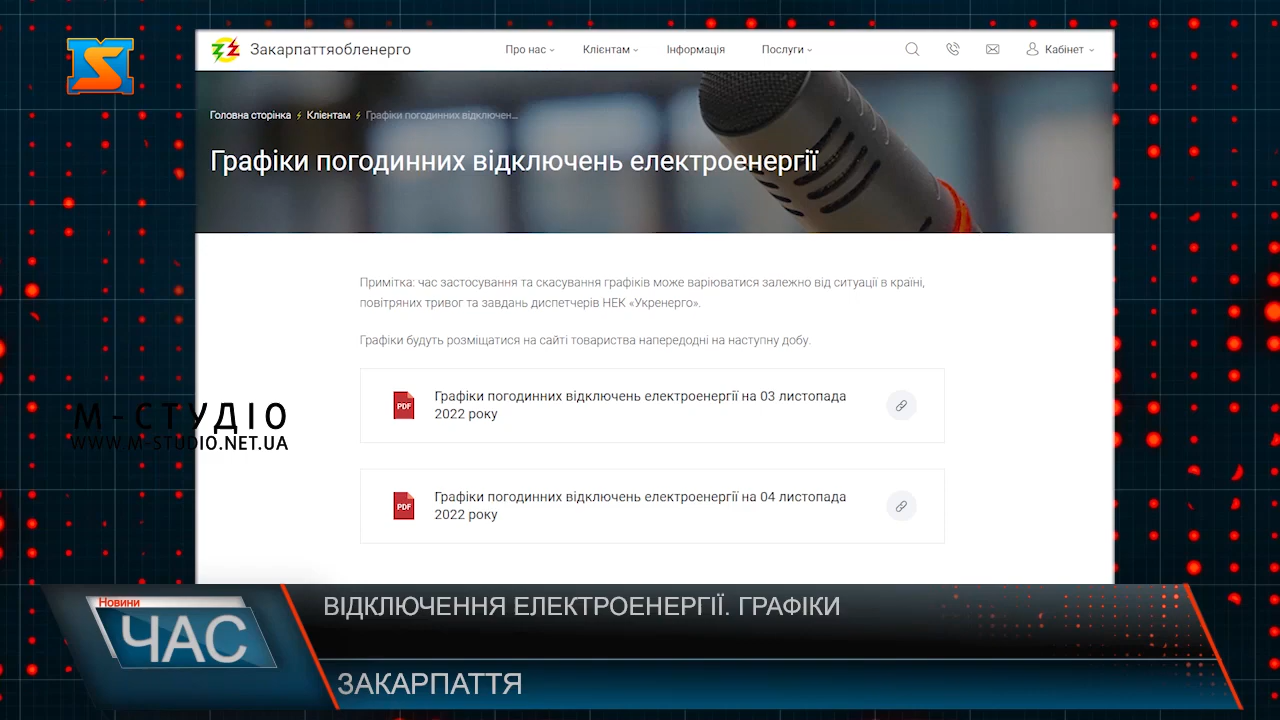 Закарпаттяобленерго
Про нас
Клієнтам
Інформація
Послуги
Кабінет
Головна сторінка
Клієнтам
Графіки погодинних відключен...
Графіки погодинних відключень електроенергії
Примітка: час застосування та скасування графіків може варіюватися залежно від ситуації в країні,
повітряних тривог та завдань диспетчерів НЕК «Укренерго».
Графіки будуть розміщатися на сайті товариства напередодні на наступну добу.
PDF
Графіки погодинних відключень електроенергії на 03 листопада
2022 року
М-СТУДІО
WWW.M-STUDIO.NET.UA
PDF
Графіки погодинних відключень електроенергії на 04 листопада
2022 року
Новини
ЧАС
ВІДКЛЮЧЕННЯ ЕЛЕКТРОЕНЕРГІЇ. ГРАФІКИ
ЗАКАРПАТТЯ